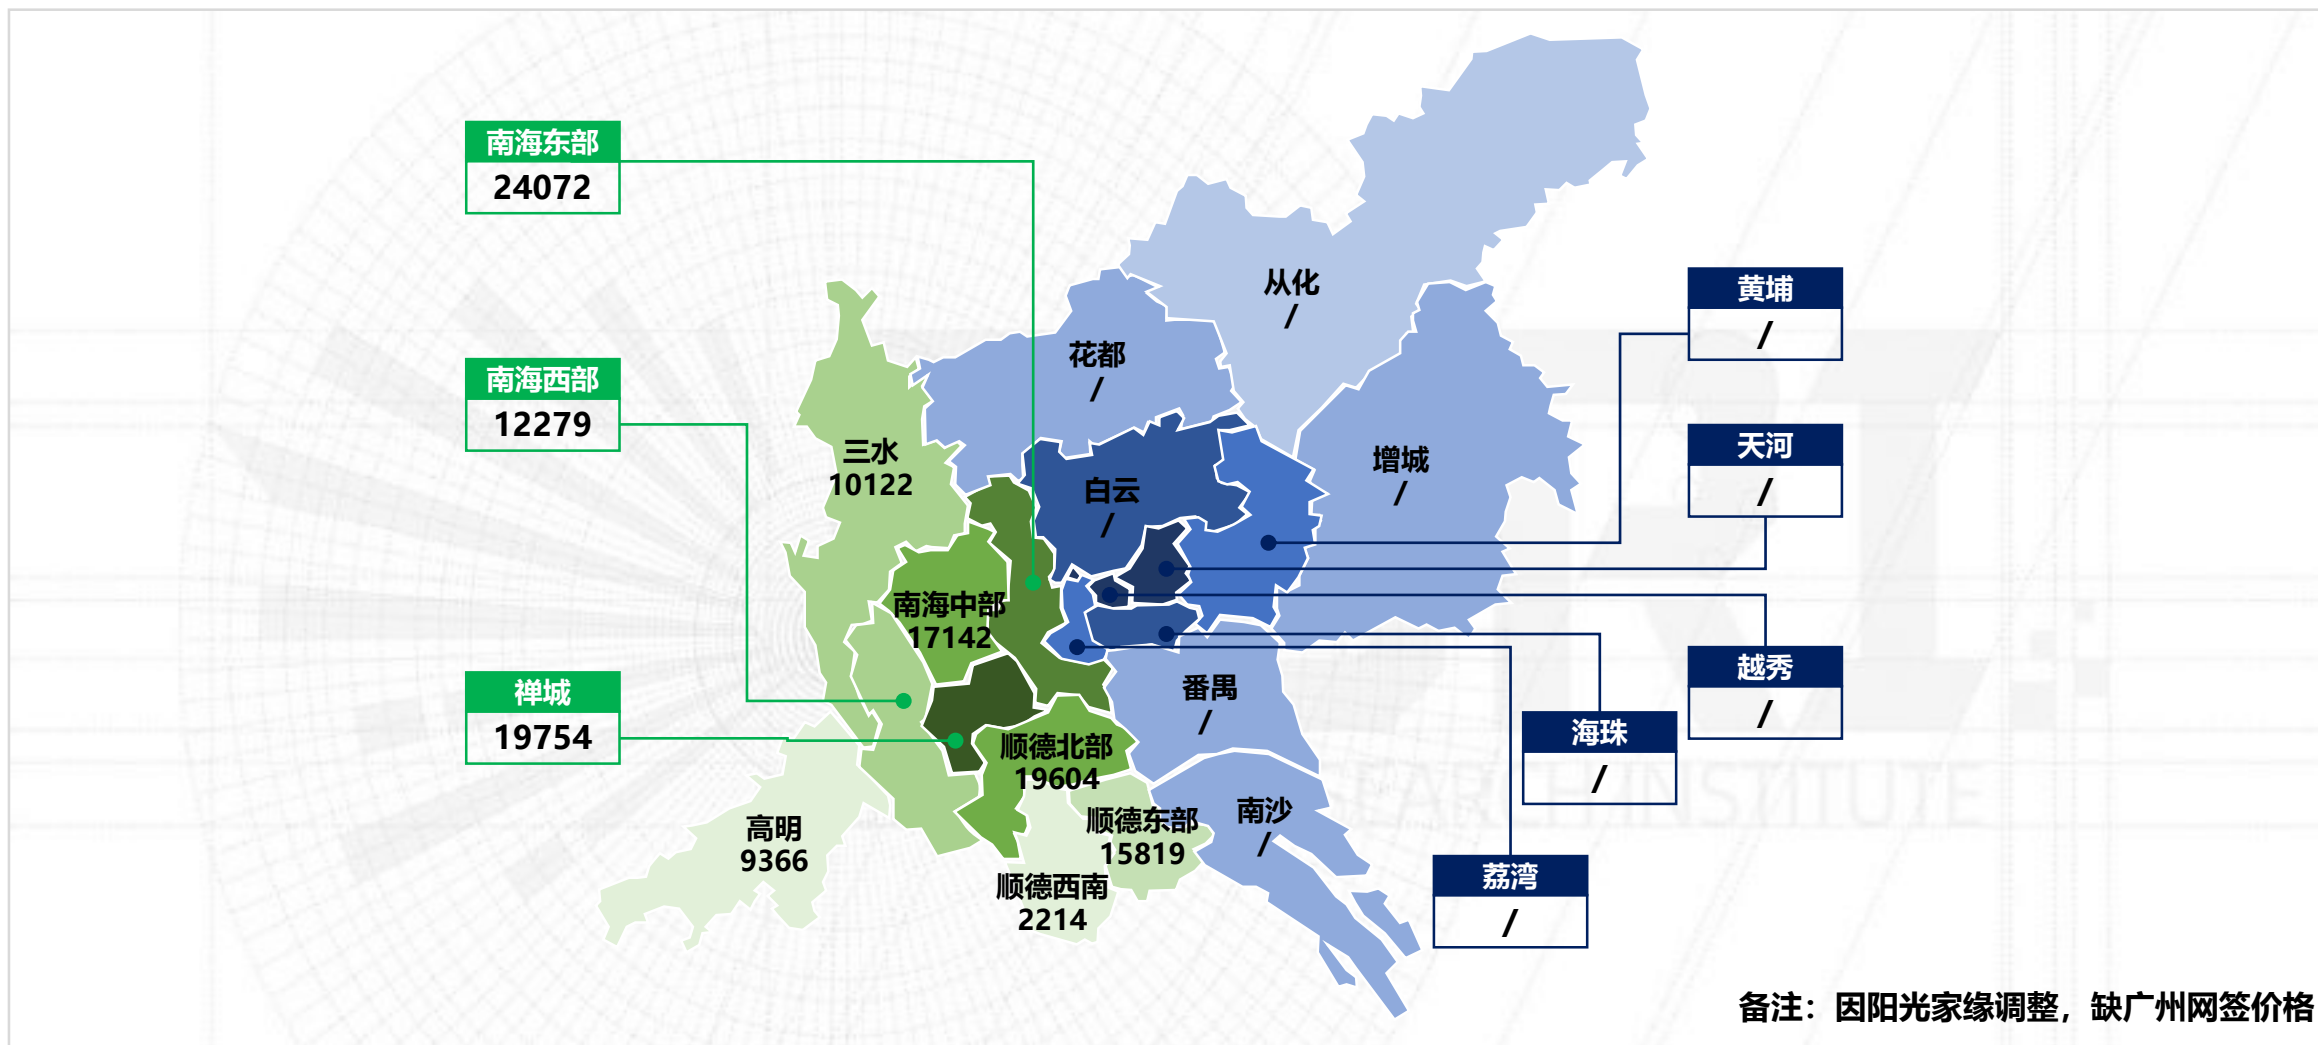 南海东部
24072
南海西部
12279
禅城
19754
从化
/
花都
/
三水
10122
白云
/
增城
/
南海中部
17142
番禺
/
顺德北部
19604
顺德东部
15819
南沙
/
高明
9366
顺德西南
2214
黄埔
/
天河
/
越秀
/
海珠
/
荔湾
/
EARCH INSTITUTE
备注：因阳光家缘调整，缺广州网签价格